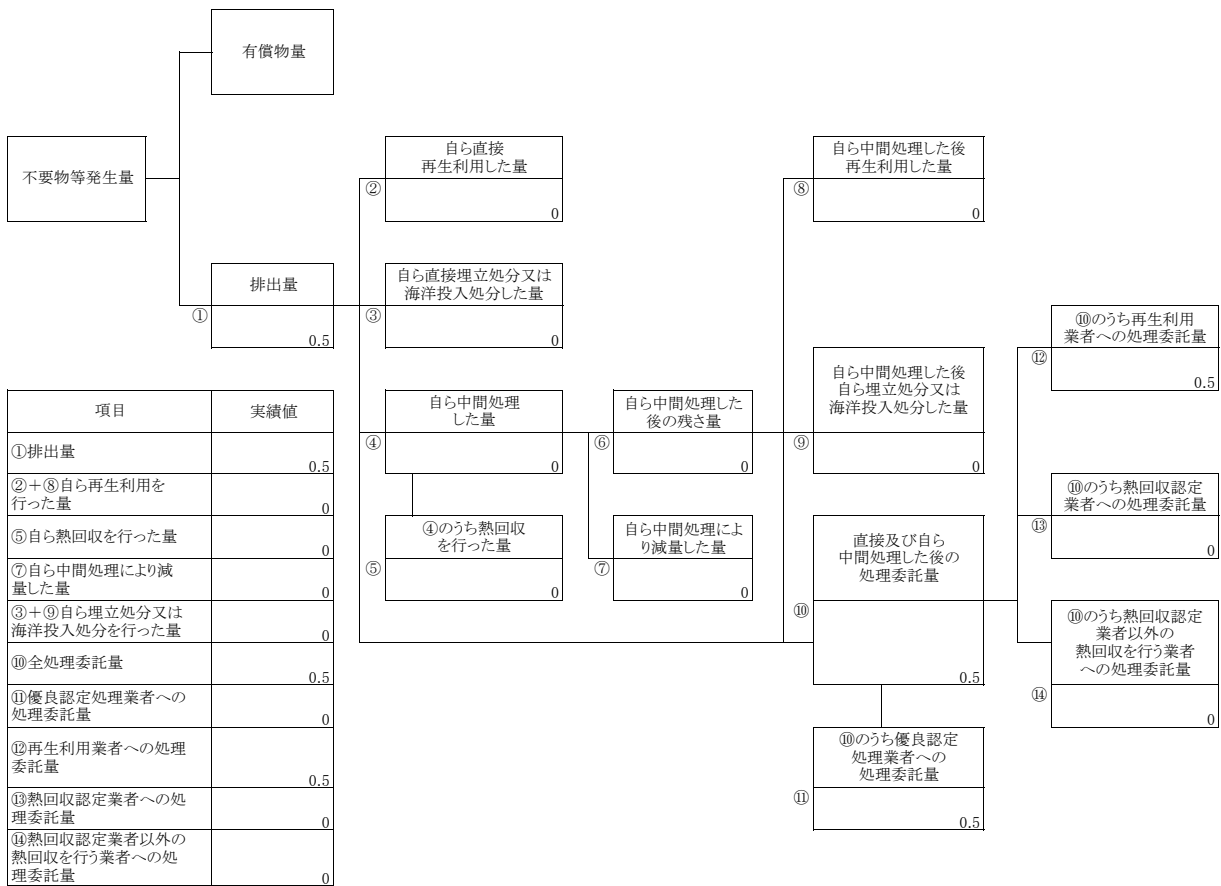 有償物量
不要物等発生量
自ら直接
再生利用した量
②
0
自ら中間処理した後
再生利用した量
⑧
0
排出量
①
0.5
自ら直接埋立処分又は
海洋投入処分した量
③
0
⑩のうち再生利用
業者への処理委託量
⑫
0.5
自ら中間処理
した量
④
0
自ら中間処理した
後の残さ量
⑥
0
自ら中間処理した後
自ら埋立処分又は
海洋投入処分した量
⑨
0
④のうち熱回収
を行った量
⑤
0
自ら中間処理によ
り減量した量
⑦
0
直接及び自ら
中間処理した後の
処理委託量
⑩
0.5
⑩のうち熱回収認定
業者への処理委託量
⑬
0
⑩のうち熱回収認定
業者以外の
熱回収を行う業者
への処理委託量
⑭
0
⑩のうち優良認定
処理業者への
処理委託量
⑪
0.5
項目 実績値
①排出量
0.5
②＋⑧自ら再生利用を
行った量
0
⑤自ら熱回収を行った量
0
⑦自ら中間処理により減
量した量
0
③＋⑨自ら埋立処分又は
海洋投入処分を行った量
0
⑩全処理委託量
0.5
⑪優良認定処理業者への
処理委託量
0
⑫再生利用業者への処理
委託量
0.5
⑬熱回収認定業者への処
理委託量
0
⑭熱回収認定業者以外の
熱回収を行う業者への処
理委託量
0